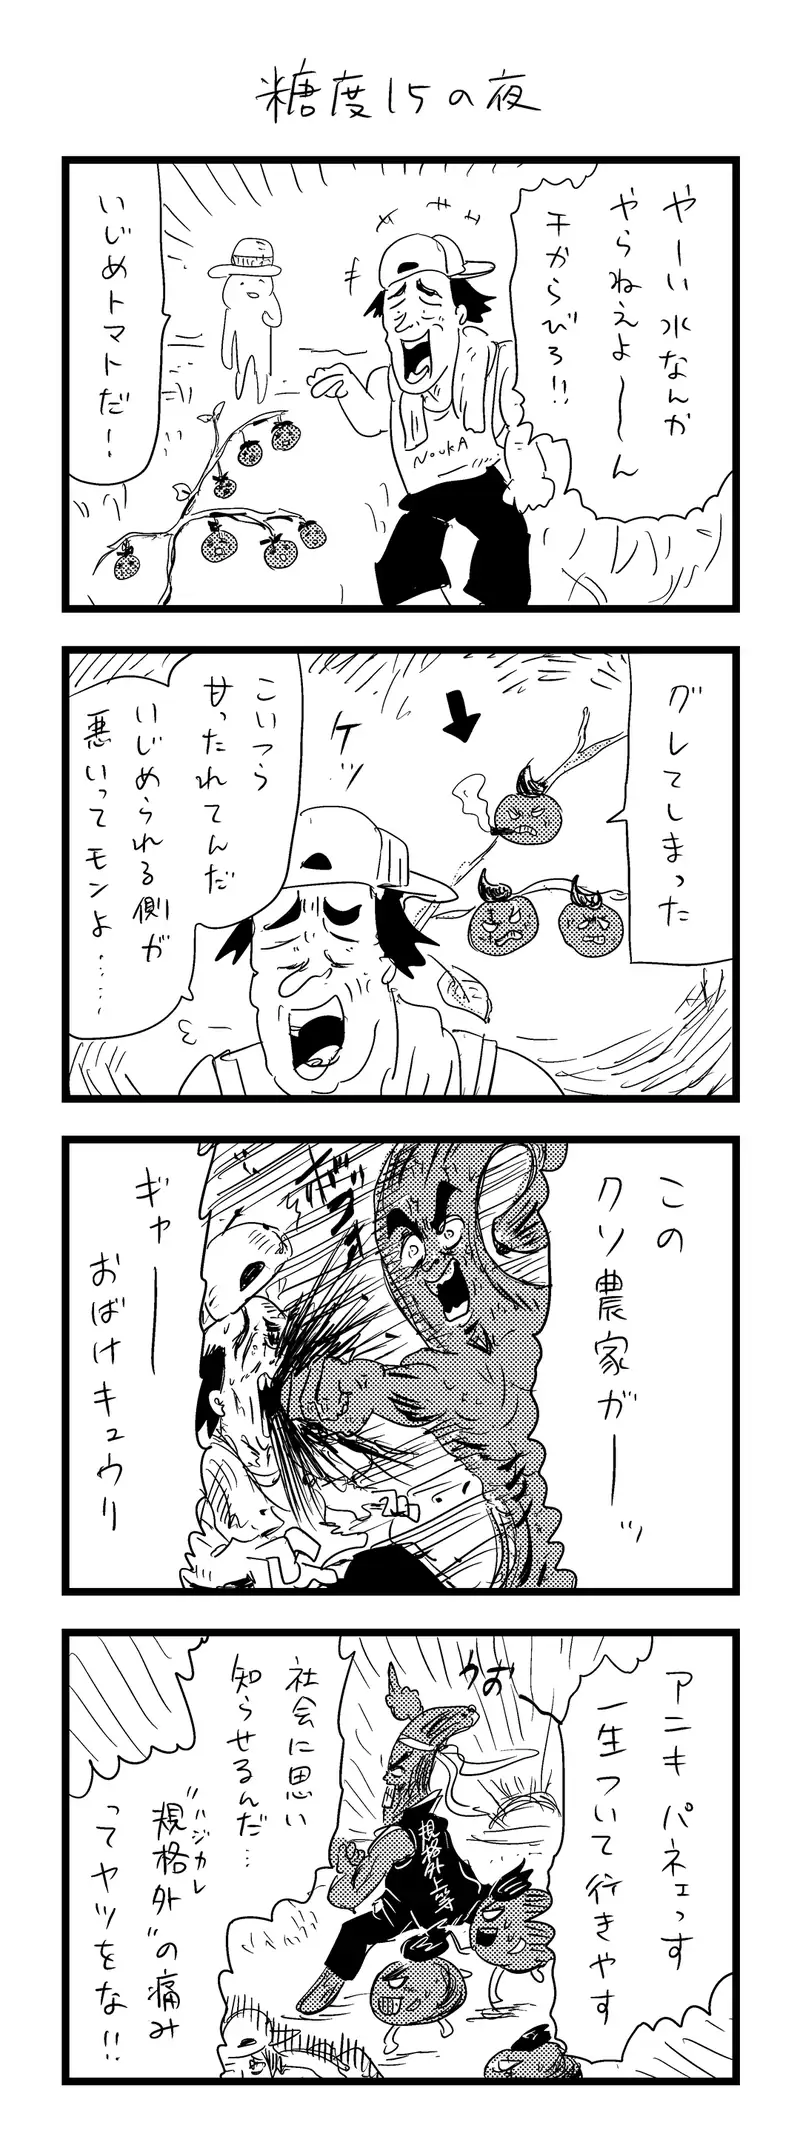 糖度15の夜
やーい水なんか
やらねえよ〜〜ん
干からびろ!!
NOUKA
いじめトマトだ!
グレてしまった
ケッ
こいつら
甘ったれてんだ
いじめられる側が
悪いってモンよ……
この
クソ農家がーッ
ギャー
おばけキュウリ
アニキパネェっす
一生ついて行きやす
うお
規格外上等
社会に思い
知らせるんだ…
"規格外"の痛み
ハジカレ
ってヤツをな!!